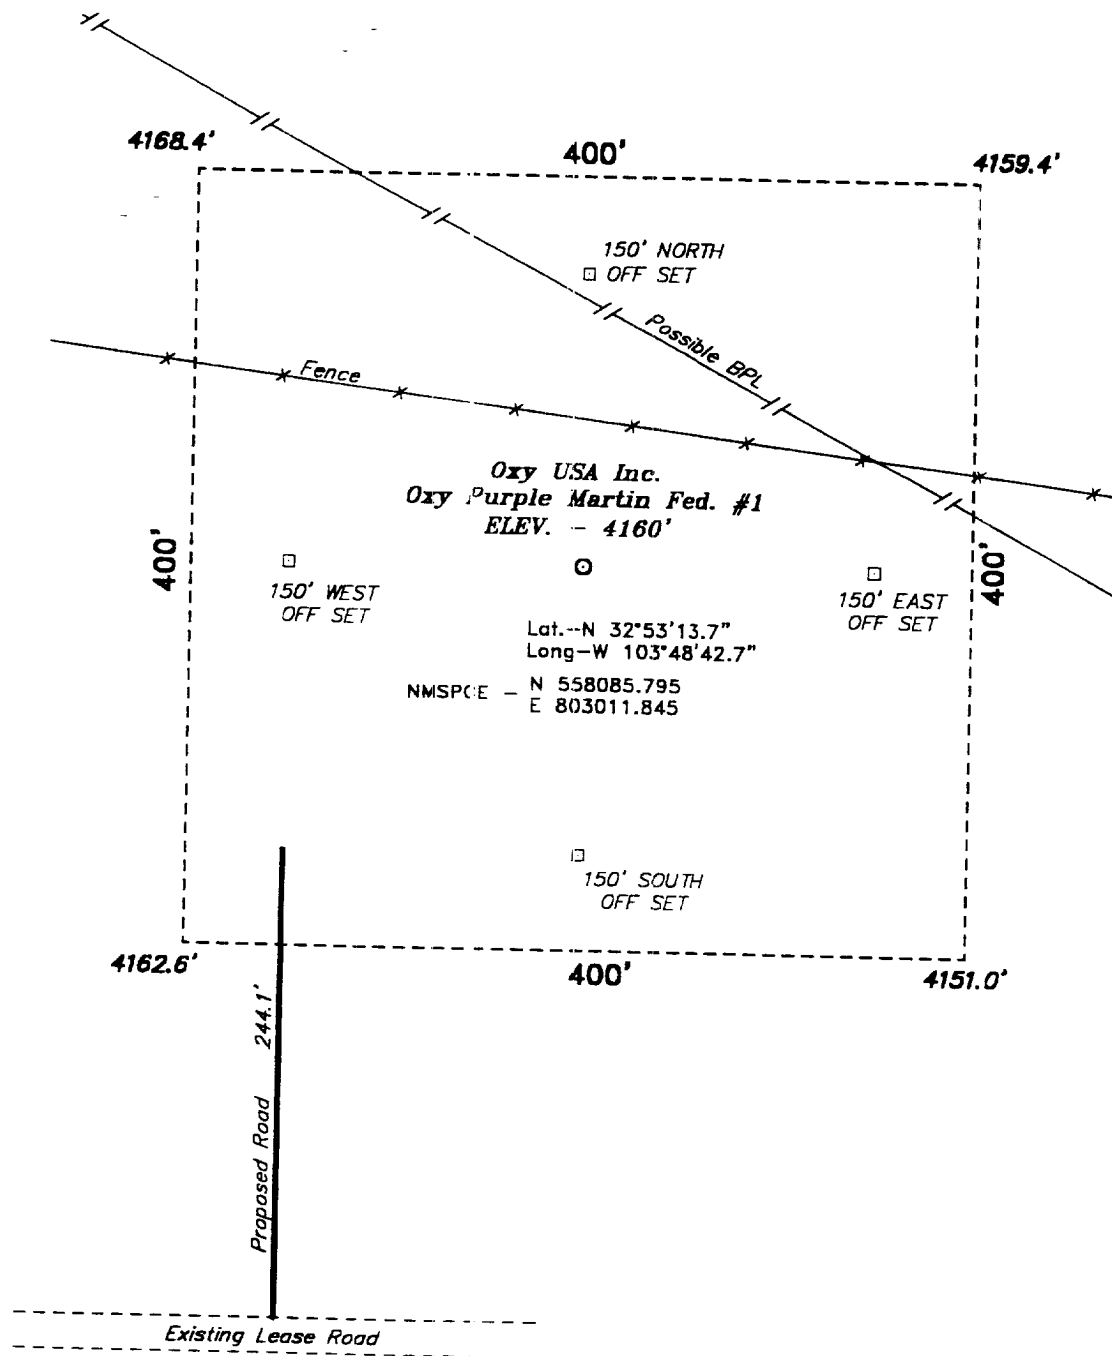 4168.4'
400'
4159.4'
150' NORTH
OFF SET
Possible BPL
Fence
Oxy USA Inc.
Oxy Purple Martin Fed. #1
ELEV. - 4160'
400'
400'
150' WEST
OFF SET
150' EAST
OFF SET
Lat.--N 32°53'13.7"
Long-W 103°48'42.7"
NMSPCE - N 558085.795
E 803011.845
150' SOUTH
OFF SET
4162.6'
400'
4151.0'
Proposed Road 244.1'
Existing Lease Road